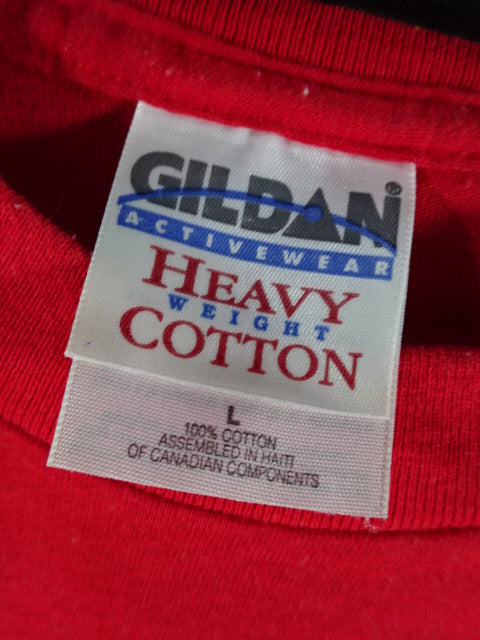 GILDAN®
ACTIVEWEAR
HEAVY
WEIGHT
COTTON
L
100% COTTON
ASSEMBLED IN HAITI
OF CANADIAN COMPONENTS